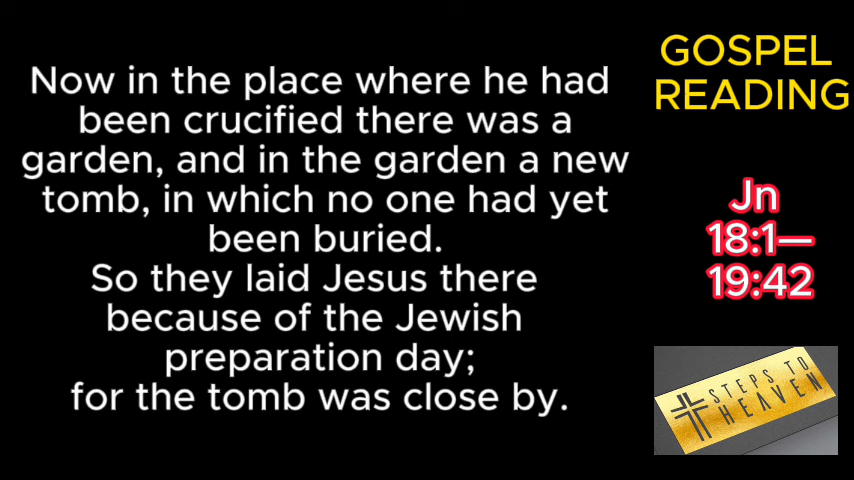 Now in the place where he had
been crucified there was a
garden, and in the garden a new
tomb, in which no one had yet
been buried.
So they laid Jesus there
because of the Jewish
preparation day;
for the tomb was close by.
GOSPEL
READING
Jn
18:1—
19:42
STEPS TO
HEAVEN